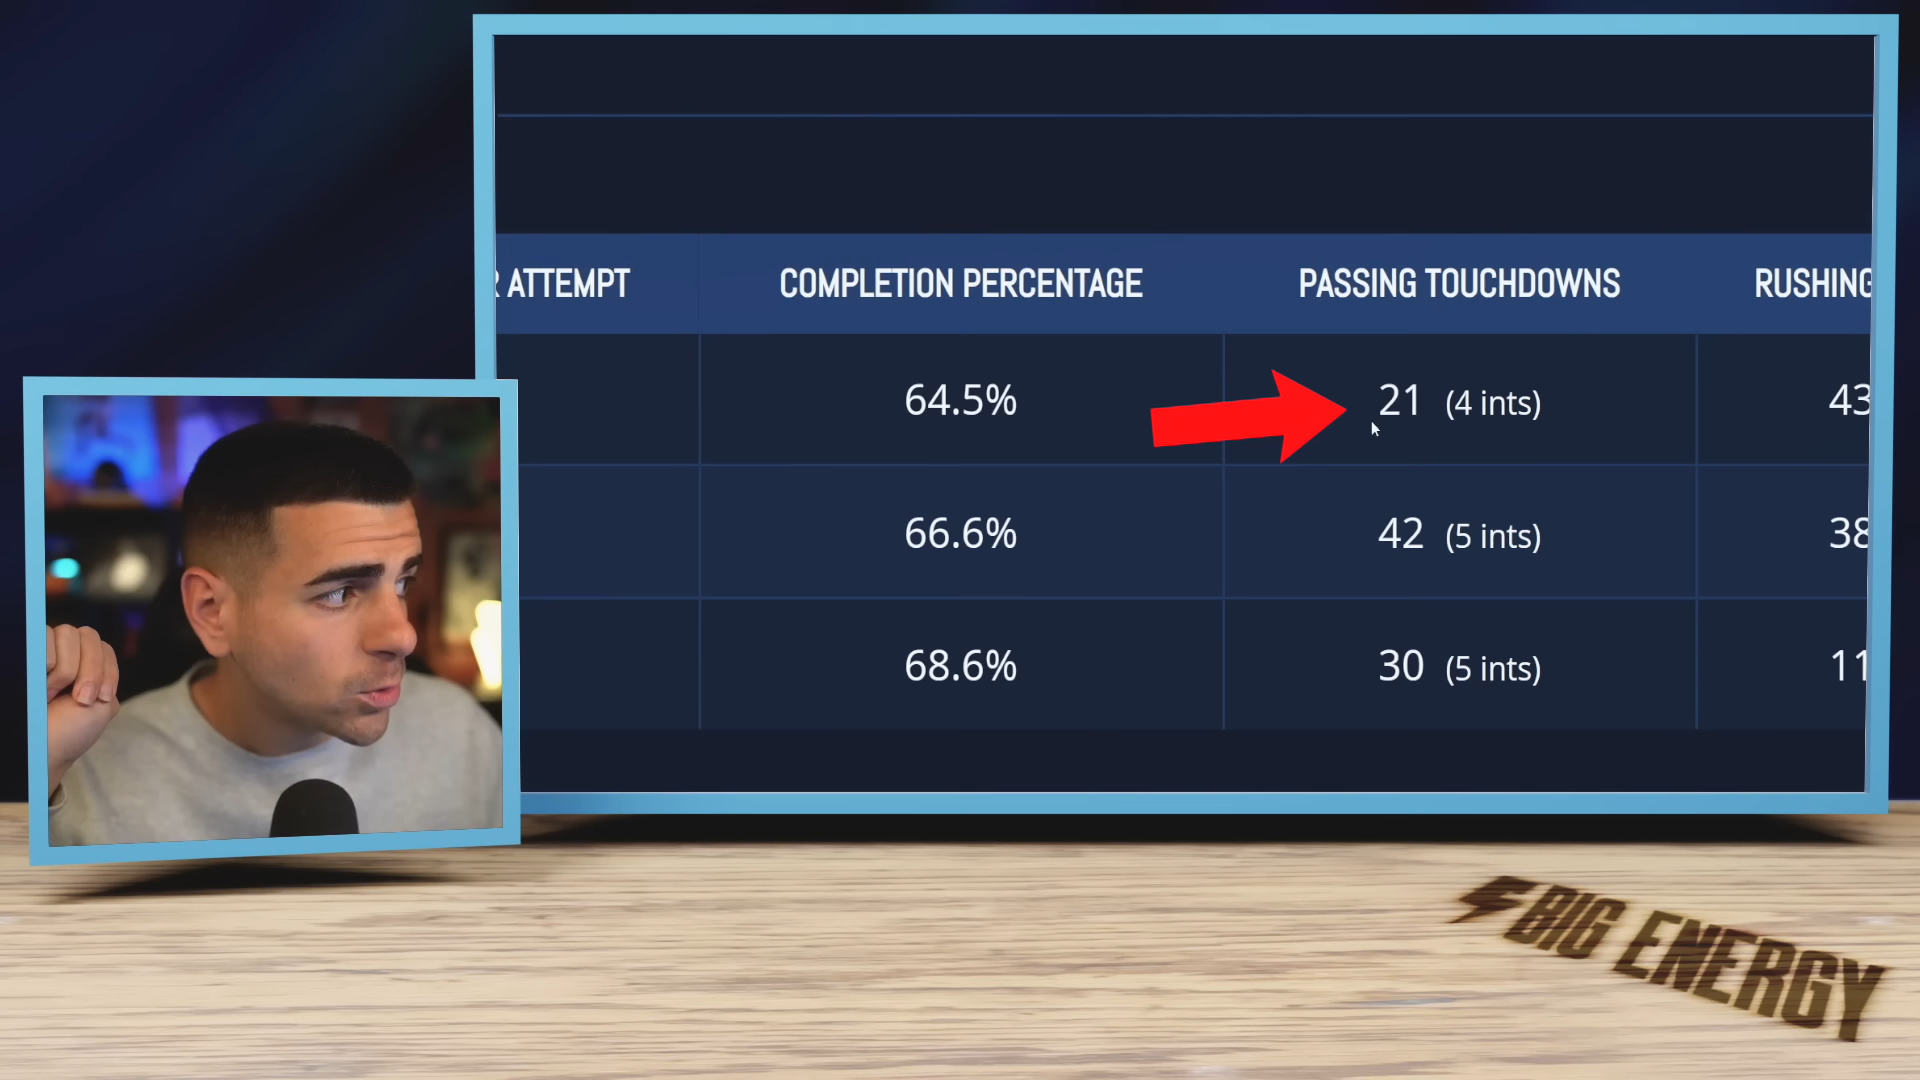 R ATTEMPT COMPLETION PERCENTAGE PASSING TOUCHDOWNS RUSHING
64.5% 21 (4 ints) 43
66.6% 42 (5 ints) 38
68.6% 30 (5 ints) 11
BIG ENERGY